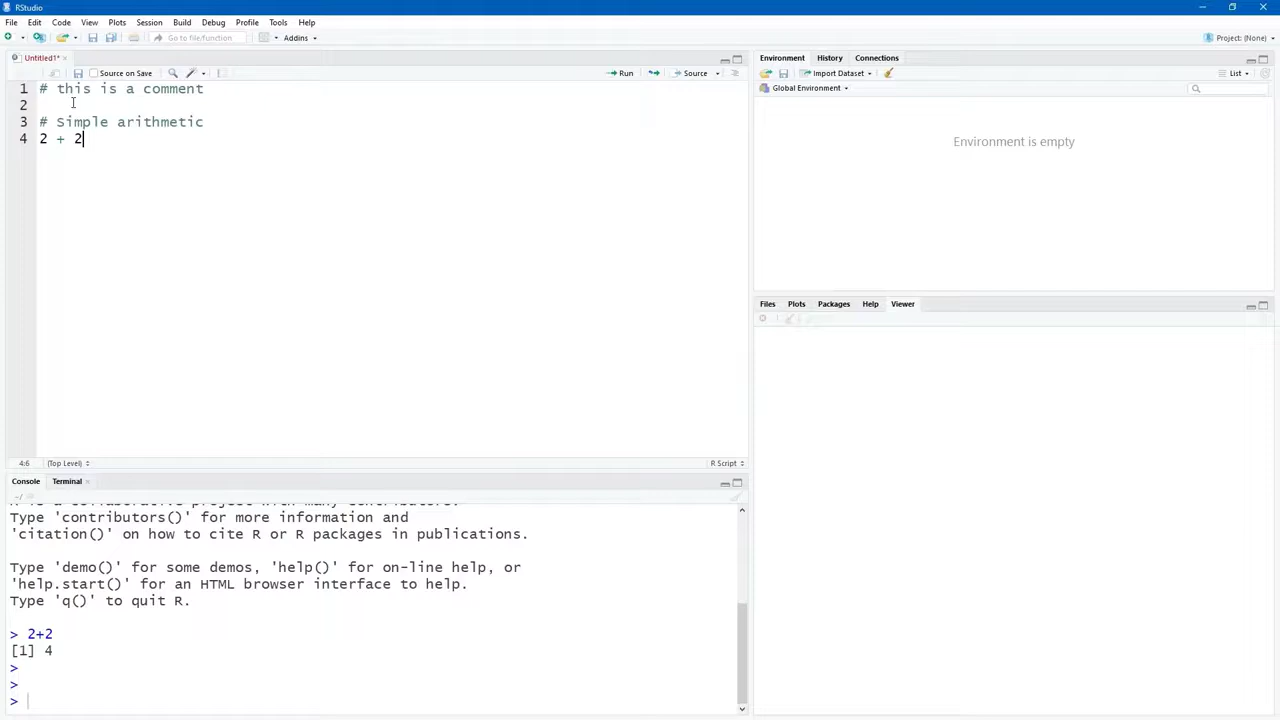 RStudio
File Edit Code View Plots Session Build Debug Profile Tools Help
Go to file/function Addins Project: (None)
Untitled1*
Source on Save Run Source
1 # this is a comment
2
3 # Simple arithmetic
4 2 + 2
4:6 (Top Level) R Script
Console Terminal
~/
Type 'contributors()' for more information and
'citation()' on how to cite R or R packages in publications.
Type 'demo()' for some demos, 'help()' for on-line help, or
'help.start()' for an HTML browser interface to help.
Type 'q()' to quit R.
> 2+2
[1] 4
>
>
>
Environment History Connections
Import Dataset List
Global Environment
Environment is empty
Files Plots Packages Help Viewer